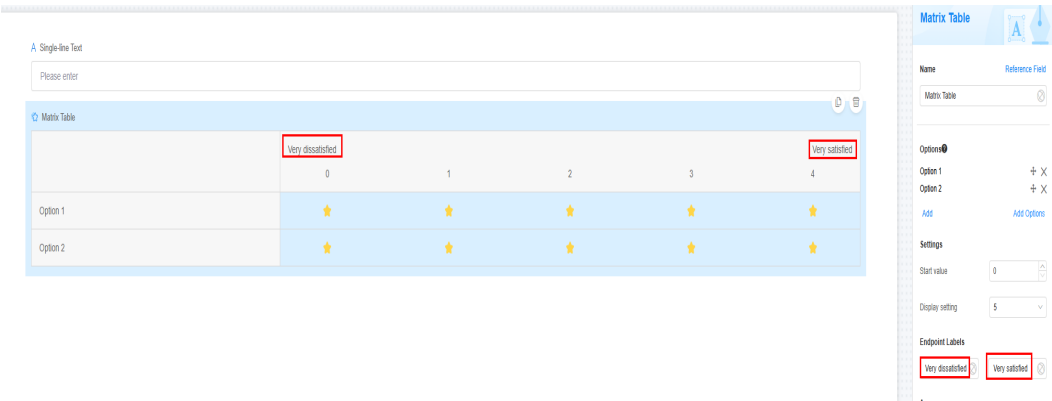 A Single-line Text
Please enter
Matrix Table
Very dissatisfied Very satisfied
0 1 2 3 4
Option 1
Option 2
Matrix Table
A
Name Reference Field
Matrix Table
Options
Option 1
Option 2
Add Add Options
Settings
Start value 0
Display setting 5
Endpoint Labels
Very dissatisfied Very satisfied